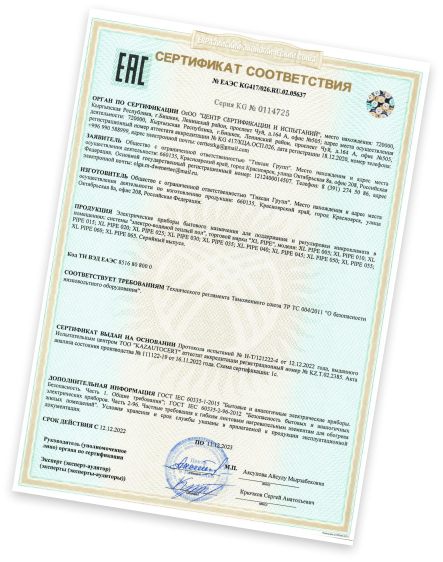 ЕВРАЗИЙСКИЙ ЭКОНОМИЧЕСКИЙ СОЮЗ
ЕАС
СЕРТИФИКАТ СООТВЕТСТВИЯ
№ ЕАЭС KG417/026.RU.02.05637
Серия KG № 0114725
ОРГАН ПО СЕРТИФИКАЦИИ ОсОО "ЦЕНТР СЕРТИФИКАЦИИ И ИСПЫТАНИЙ", место нахождения: 720000,
Кыргызская Республика, г.Бишкек, Ленинский район, проспект Чуй, д.164 А, офис №505; адрес места осуществления
деятельности: 720000, Кыргызская Республика, г.Бишкек, Ленинский район, проспект Чуй, д.164 А, офис №505,
регистрационный номер аттестата аккредитации № KG 417/КЦА.ОСП.026, дата регистрации 18.12.2020, номер телефона:
+996 990 588999, адрес электронной почты:
ЗАЯВИТЕЛЬ Общество с ограниченной ответственностью "Тиксан Групп". Место нахождения и адрес места
осуществления деятельности: 660135, Красноярский край, город Красноярск, улица Октябрьская 8а, офис 208, Российская
Федерация. Основной государственный регистрационный номер: 1212400014507. Телефон: 8 (391) 274 50 86, адрес
электронной почты:
ИЗГОТОВИТЕЛЬ Общество с ограниченной ответственностью "Тиксан Групп". Место нахождения и адрес места
осуществления деятельности по изготовлению продукции: 660135, Красноярский край, город Красноярск, улица
Октябрьская 8а, офис 208, Российская Федерация.
ПРОДУКЦИЯ Электрические приборы бытового назначения для поддержания и регулировки микроклимата в
помещениях: системы "электро-водяной теплый пол", торговой марки "XL PIPE", модели: XL PIPE 005; XL PIPE 010; XL
PIPE 015; XL PIPE 020; XL PIPE 025; XL PIPE 030; XL PIPE 035; XL PIPE 040; XL PIPE 045; XL PIPE 050; XL PIPE 055;
XL PIPE 060; XL PIPE 065. Серийный выпуск.
Код ТН ВЭД ЕАЭС 8516 80 800 0
СООТВЕТСТВУЕТ ТРЕБОВАНИЯМ Технического регламента Таможенного союза ТР ТС 004/2011 "О безопасности
низковольтного оборудования".
СЕРТИФИКАТ ВЫДАН НА ОСНОВАНИИ Протокола испытаний № Н-Т/121222-4 от 12.12.2022 года, выданного
Испытательным центром ТОО "KAZAUTOCERT" аттестат аккредитации регистрационный номер № KZ.T.02.2385. Акта
анализа состояния производства № 111122-19 от 16.11.2022 года. Схема сертификации: 1с.
ДОПОЛНИТЕЛЬНАЯ ИНФОРМАЦИЯ ГОСТ IEC 60335-1-2015 "Бытовые и аналогичные электрические приборы.
Безопасность. Часть 1. Общие требования"; ГОСТ IEC 60335-2-96-2012 "Безопасность бытовых и аналогичных
электрических приборов. Часть 2-96. Частные требования к гибким листовым нагревательным элементам для обогрева
жилых помещений". Условия хранения и срок службы указаны в прилагаемой к продукции эксплуатационной
документации.
СРОК ДЕЙСТВИЯ С 12.12.2022
ПО 11.12.2023
Руководитель (уполномоченное
лицо) органа по сертификации
М.П.
Аксулова Айсулу Мырзабековна
Эксперт (эксперт-аудитор)
(эксперты (эксперты-аудиторы))
Крючков Сергей Анатольевич